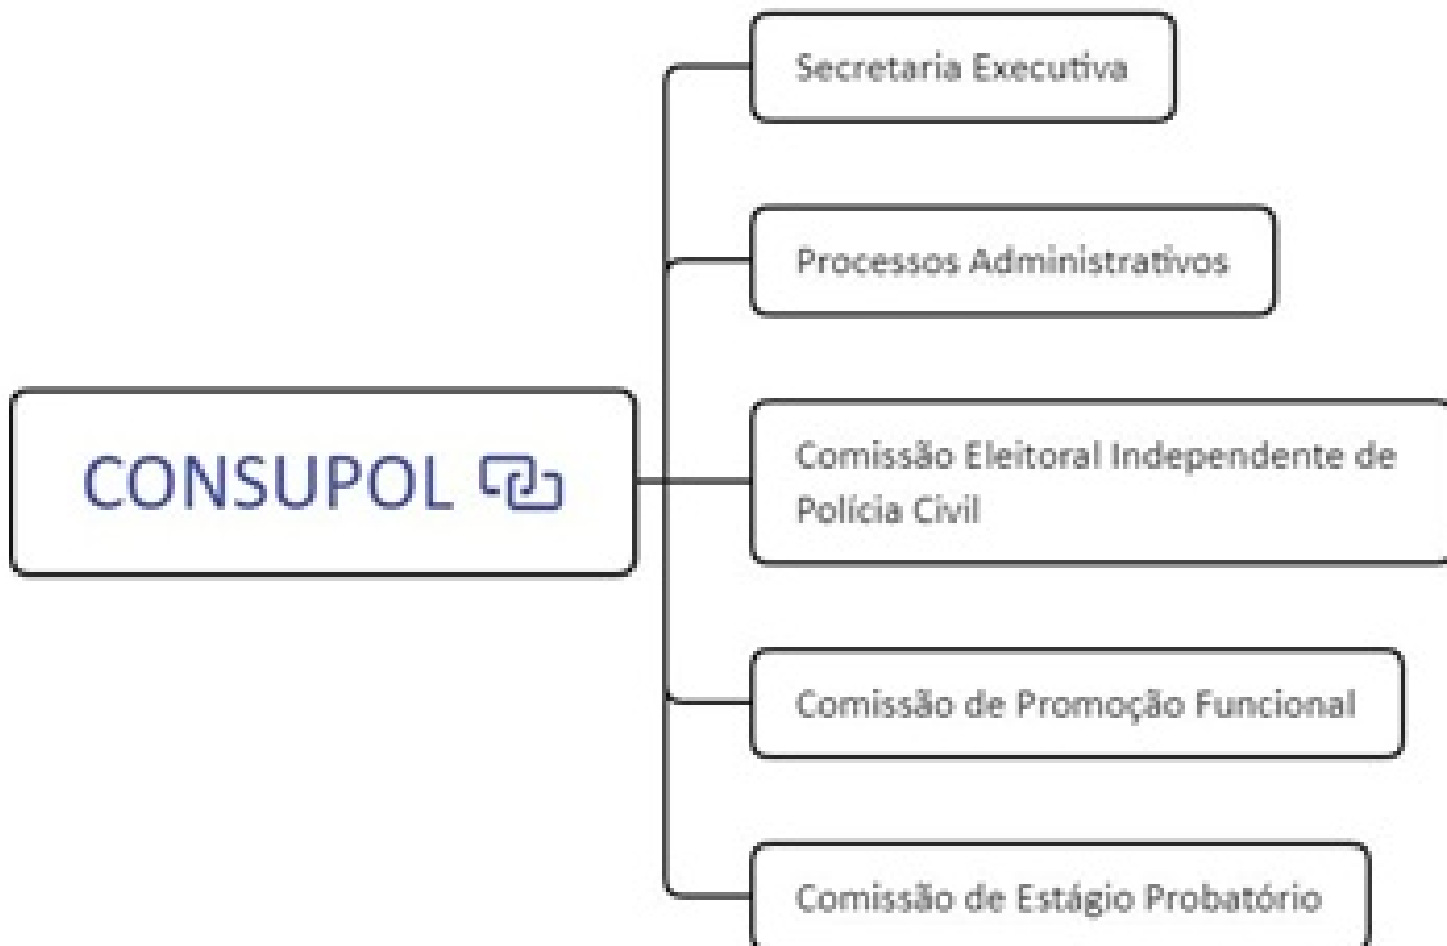 Secretaria Executiva
Processos Administrativos
CONSUPOL
Comissão Eleitoral Independente de
Polícia Civil
Comissão de Promoção Funcional
Comissão de Estágio Probatório